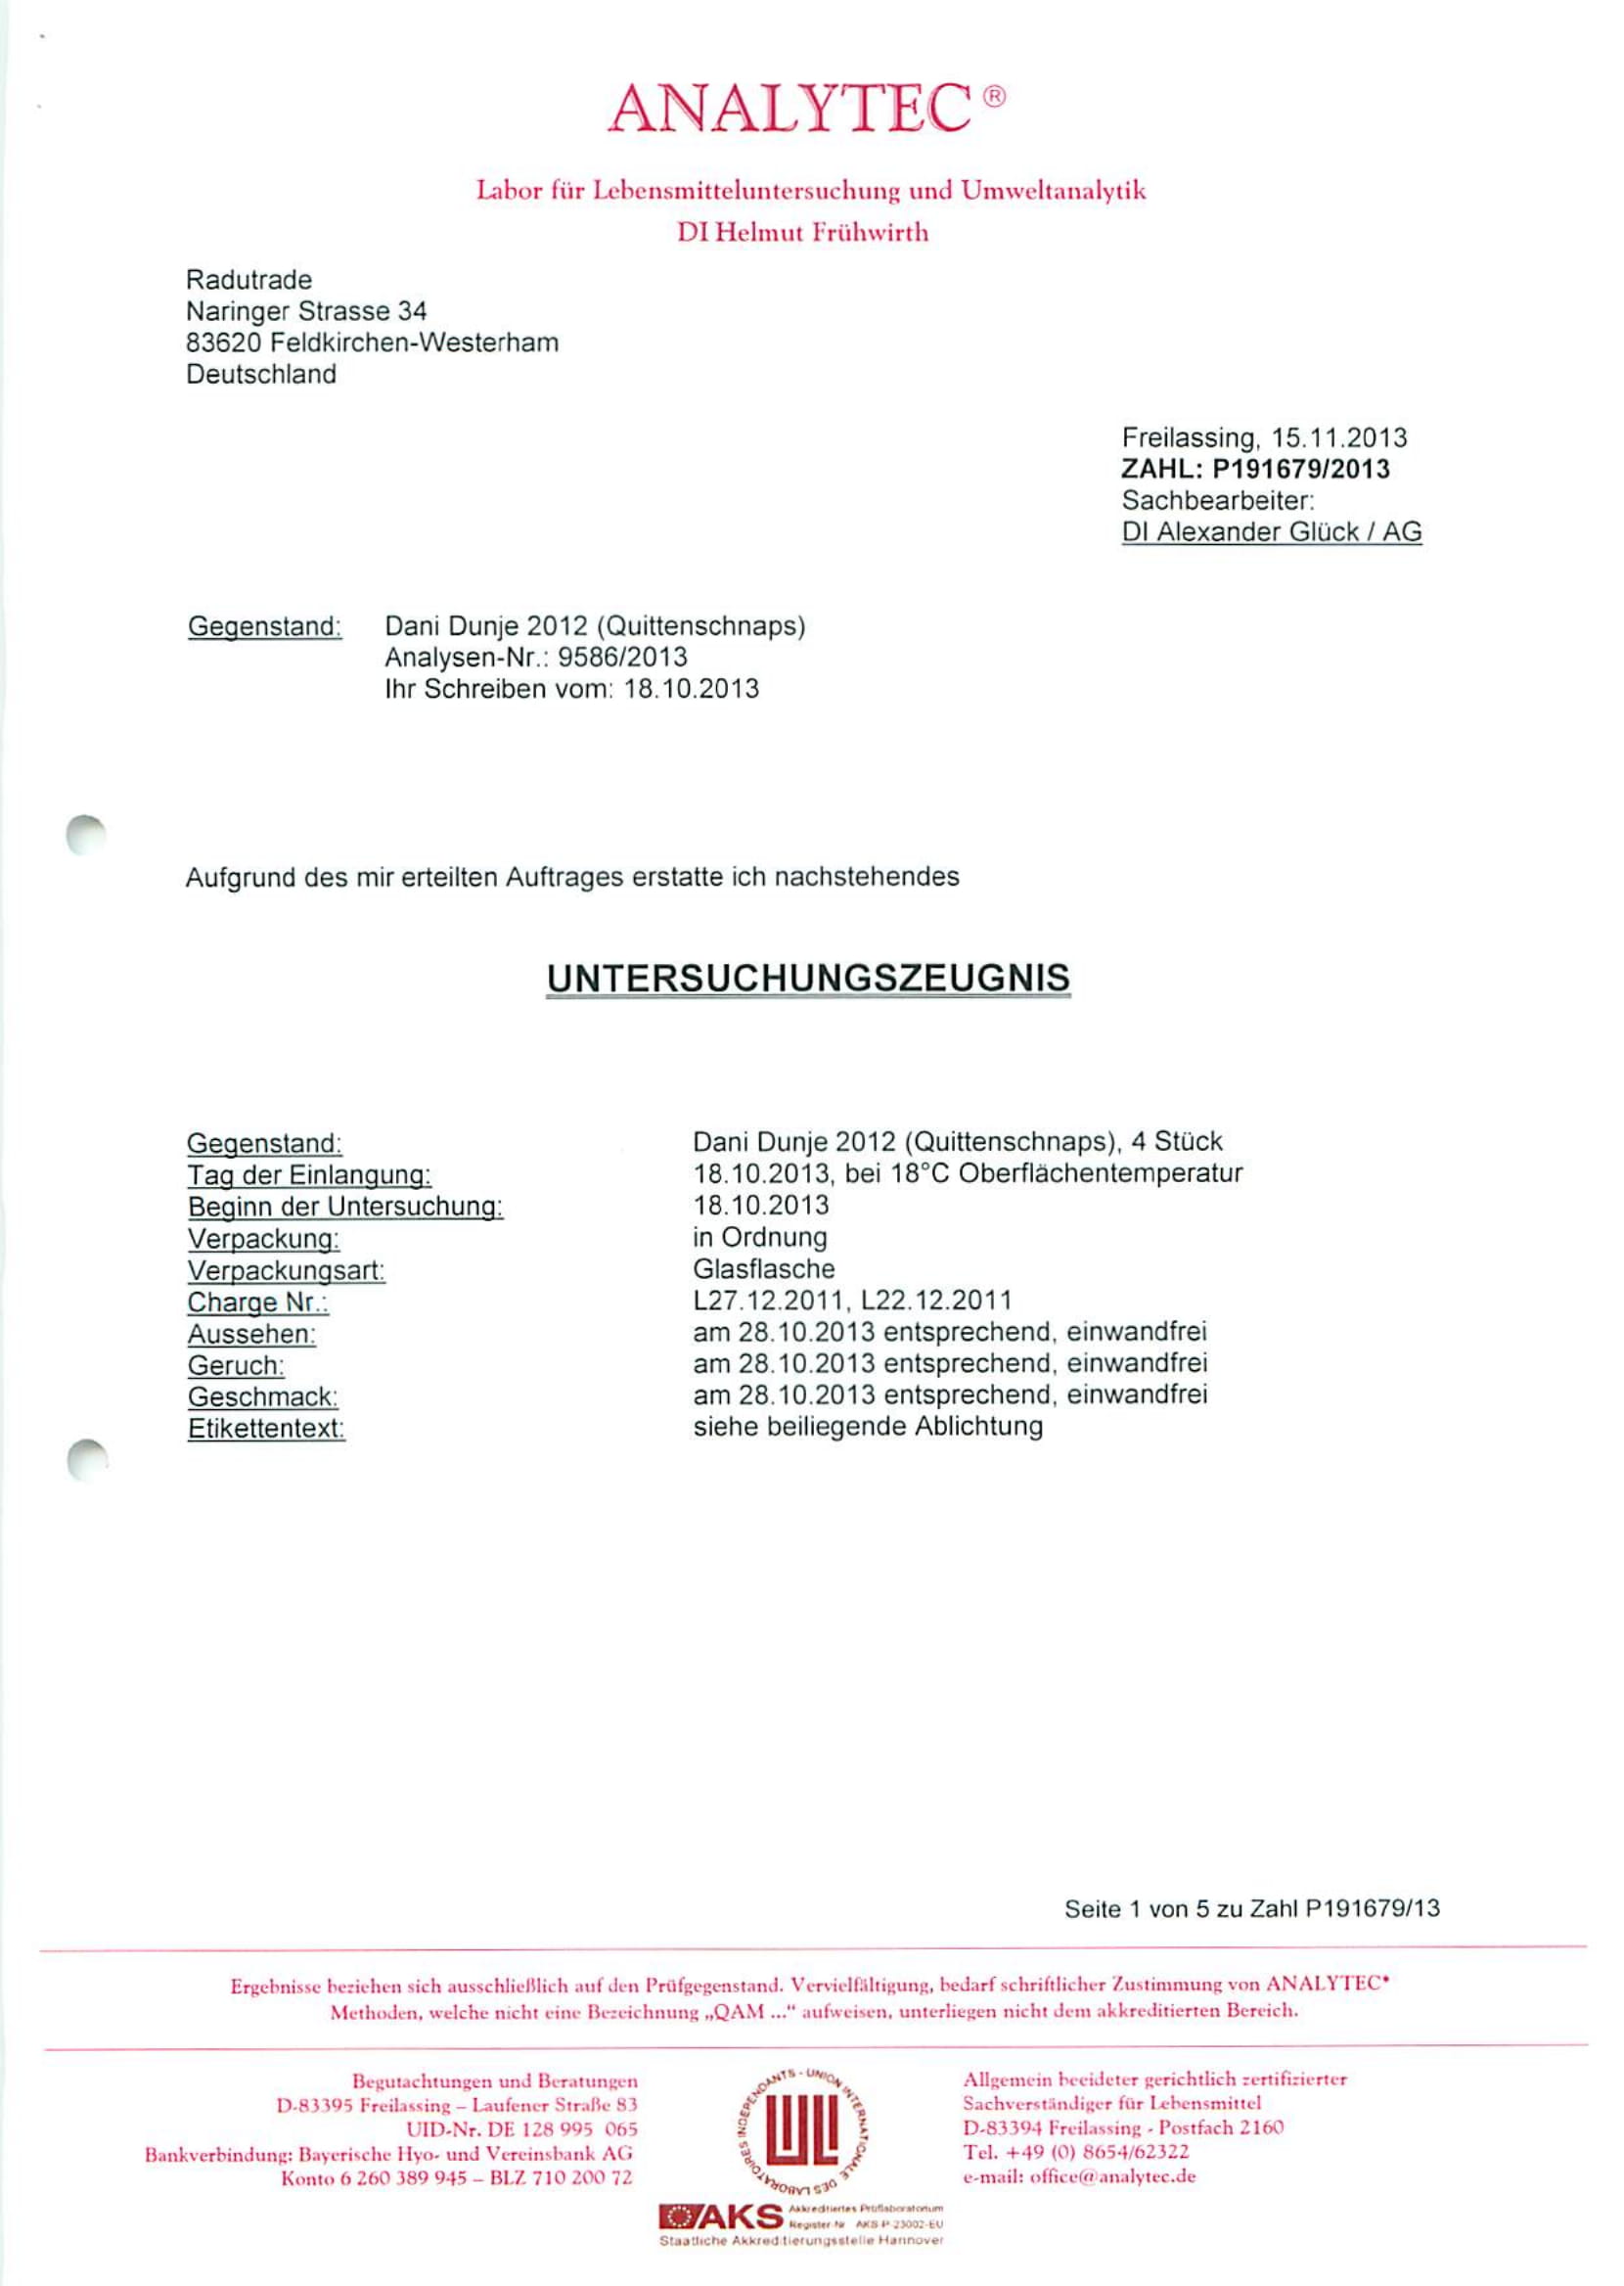 ANALYTEC®
Labor für Lebensmitteluntersuchung und Umweltanalytik
DI Helmut Frühwirth
Radutrade
Naringer Strasse 34
83620 Feldkirchen-Westerham
Deutschland
Freilassing, 15.11.2013
ZAHL: P191679/2013
Sachbearbeiter:
DI Alexander Glück / AG
Gegenstand: Dani Dunje 2012 (Quittenschnaps)
Analysen-Nr.: 9586/2013
Ihr Schreiben vom: 18.10.2013
Aufgrund des mir erteilten Auftrages erstatte ich nachstehendes
UNTERSUCHUNGSZEUGNIS
Gegenstand: Dani Dunje 2012 (Quittenschnaps), 4 Stück
Tag der Einlangung: 18.10.2013, bei 18°C Oberflächentemperatur
Beginn der Untersuchung: 18.10.2013
Verpackung: in Ordnung
Verpackungsart: Glasflasche
Charge Nr.: L27.12.2011, L22.12.2011
Aussehen: am 28.10.2013 entsprechend, einwandfrei
Geruch: am 28.10.2013 entsprechend, einwandfrei
Geschmack: am 28.10.2013 entsprechend, einwandfrei
Etikettentext: siehe beiliegende Ablichtung
Seite 1 von 5 zu Zahl P191679/13
Ergebnisse beziehen sich ausschließlich auf den Prüfgegenstand. Vervielfältigung, bedarf schriftlicher Zustimmung von ANALYTEC®
Methoden, welche nicht eine Bezeichnung „QAM ...“ aufweisen, unterliegen nicht dem akkreditierten Bereich.
Begutachtungen und Beratungen
D-83395 Freilassing – Laufener Straße 83
UID-Nr. DE 128 995 065
Bankverbindung: Bayerische Hyo- und Vereinsbank AG
Konto 6 260 389 945 – BLZ 710 200 72
UNION INTERNATIONALE DES LABORATOIRES INDEPENDANTS -
UILI
AKS Akkreditiertes Prüflaboratorium
Register-Nr AKS-P-23002-EU
Staatliche Akkreditierungsstelle Hannover
Allgemein beeideter gerichtlich zertifizierter
Sachverständiger für Lebensmittel
D-83394 Freilassing - Postfach 2160
Tel. +49 (0) 8654/62322
e-mail: office@analytec.de